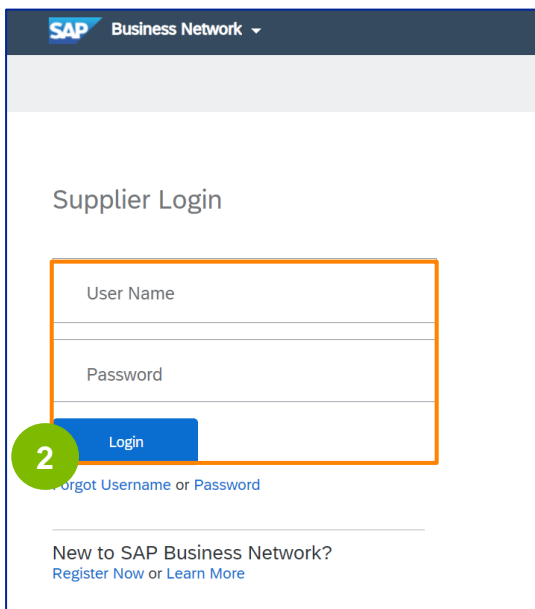 SAP Business Network
Supplier Login
User Name
Password
Login
2
Forgot Username or Password
New to SAP Business Network?
Register Now or Learn More